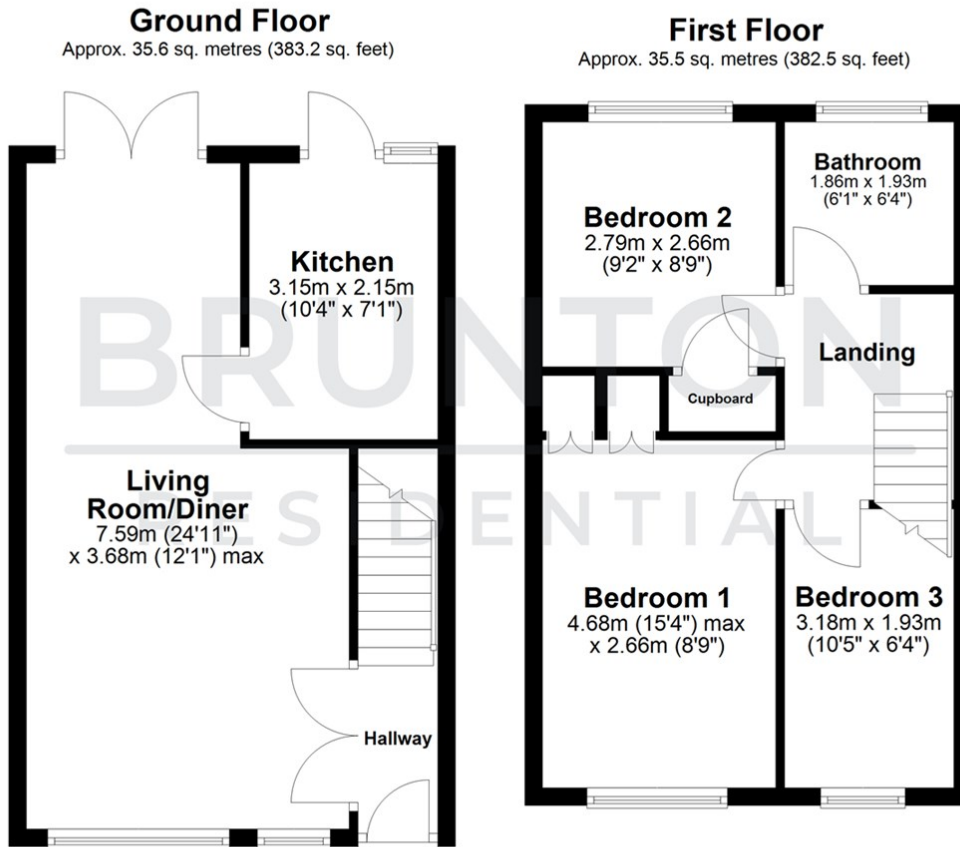 Ground Floor
Approx. 35.6 sq. metres (383.2 sq. feet)
Kitchen
3.15m x 2.15m
(10'4" x 7'1")
Living
Room/Diner
7.59m (24'11")
x 3.68m (12'1") max
Hallway
First Floor
Approx. 35.5 sq. metres (382.5 sq. feet)
Bathroom
1.86m x 1.93m
(6'1" x 6'4")
Bedroom 2
2.79m x 2.66m
(9'2" x 8'9")
Landing
Cupboard
Bedroom 1
4.68m (15'4") max
x 2.66m (8'9")
Bedroom 3
3.18m x 1.93m
(10'5" x 6'4")
BRUNTON
RESIDENTIAL